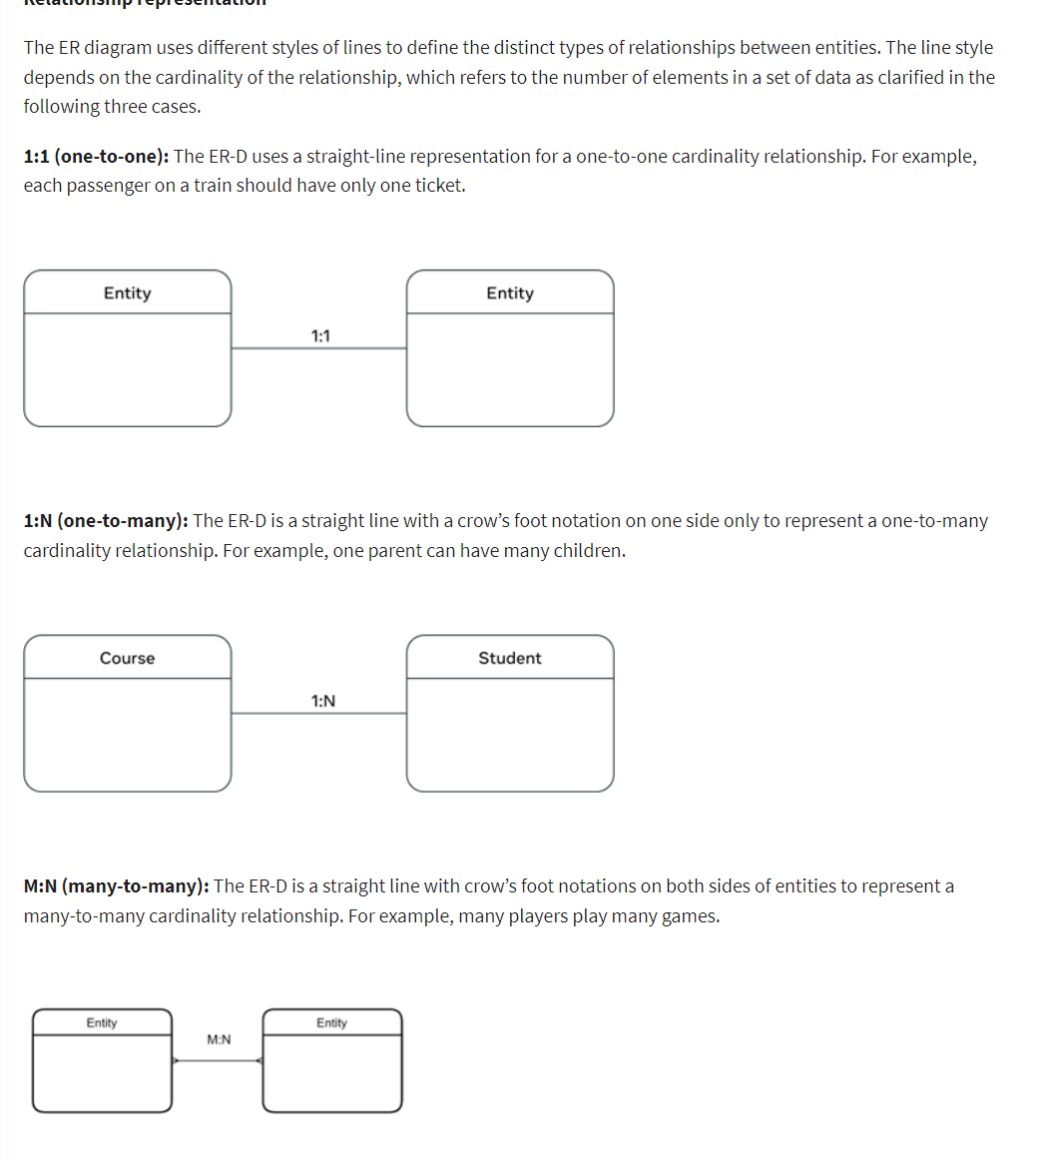 Relationship representation
The ER diagram uses different styles of lines to define the distinct types of relationships between entities. The line style
depends on the cardinality of the relationship, which refers to the number of elements in a set of data as clarified in the
following three cases.
1:1 (one-to-one): The ER-D uses a straight-line representation for a one-to-one cardinality relationship. For example,
each passenger on a train should have only one ticket.
Entity
Entity
1:1
1:N (one-to-many): The ER-D is a straight line with a crow's foot notation on one side only to represent a one-to-many
cardinality relationship. For example, one parent can have many children.
Course
Student
1:N
M:N (many-to-many): The ER-D is a straight line with crow's foot notations on both sides of entities to represent a
many-to-many cardinality relationship. For example, many players play many games.
Entity
Entity
M:N